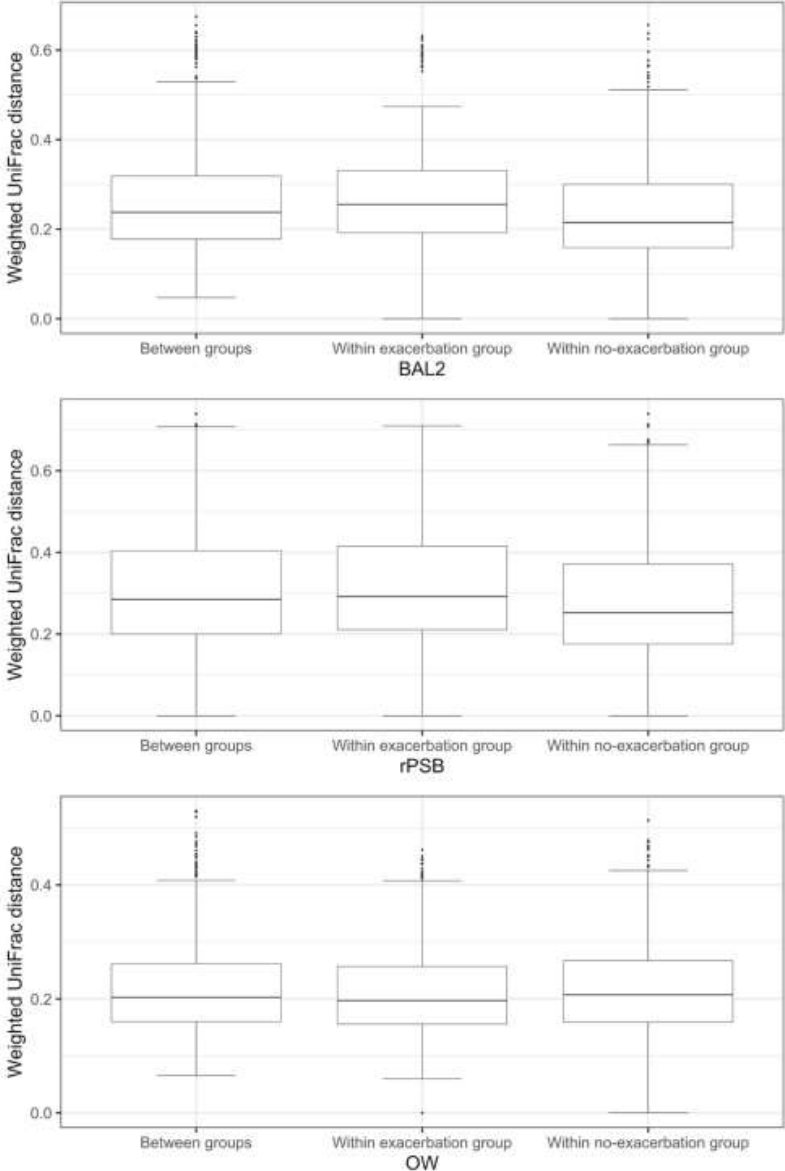 Weighted UniFrac distance
0.6
0.4
0.2
0.0
Between groups Within exacerbation group Within no-exacerbation group
BAL2
Weighted UniFrac distance
0.6
0.4
0.2
0.0
Between groups Within exacerbation group Within no-exacerbation group
rPSB
Weighted UniFrac distance
0.4
0.2
0.0
Between groups Within exacerbation group Within no-exacerbation group
OW